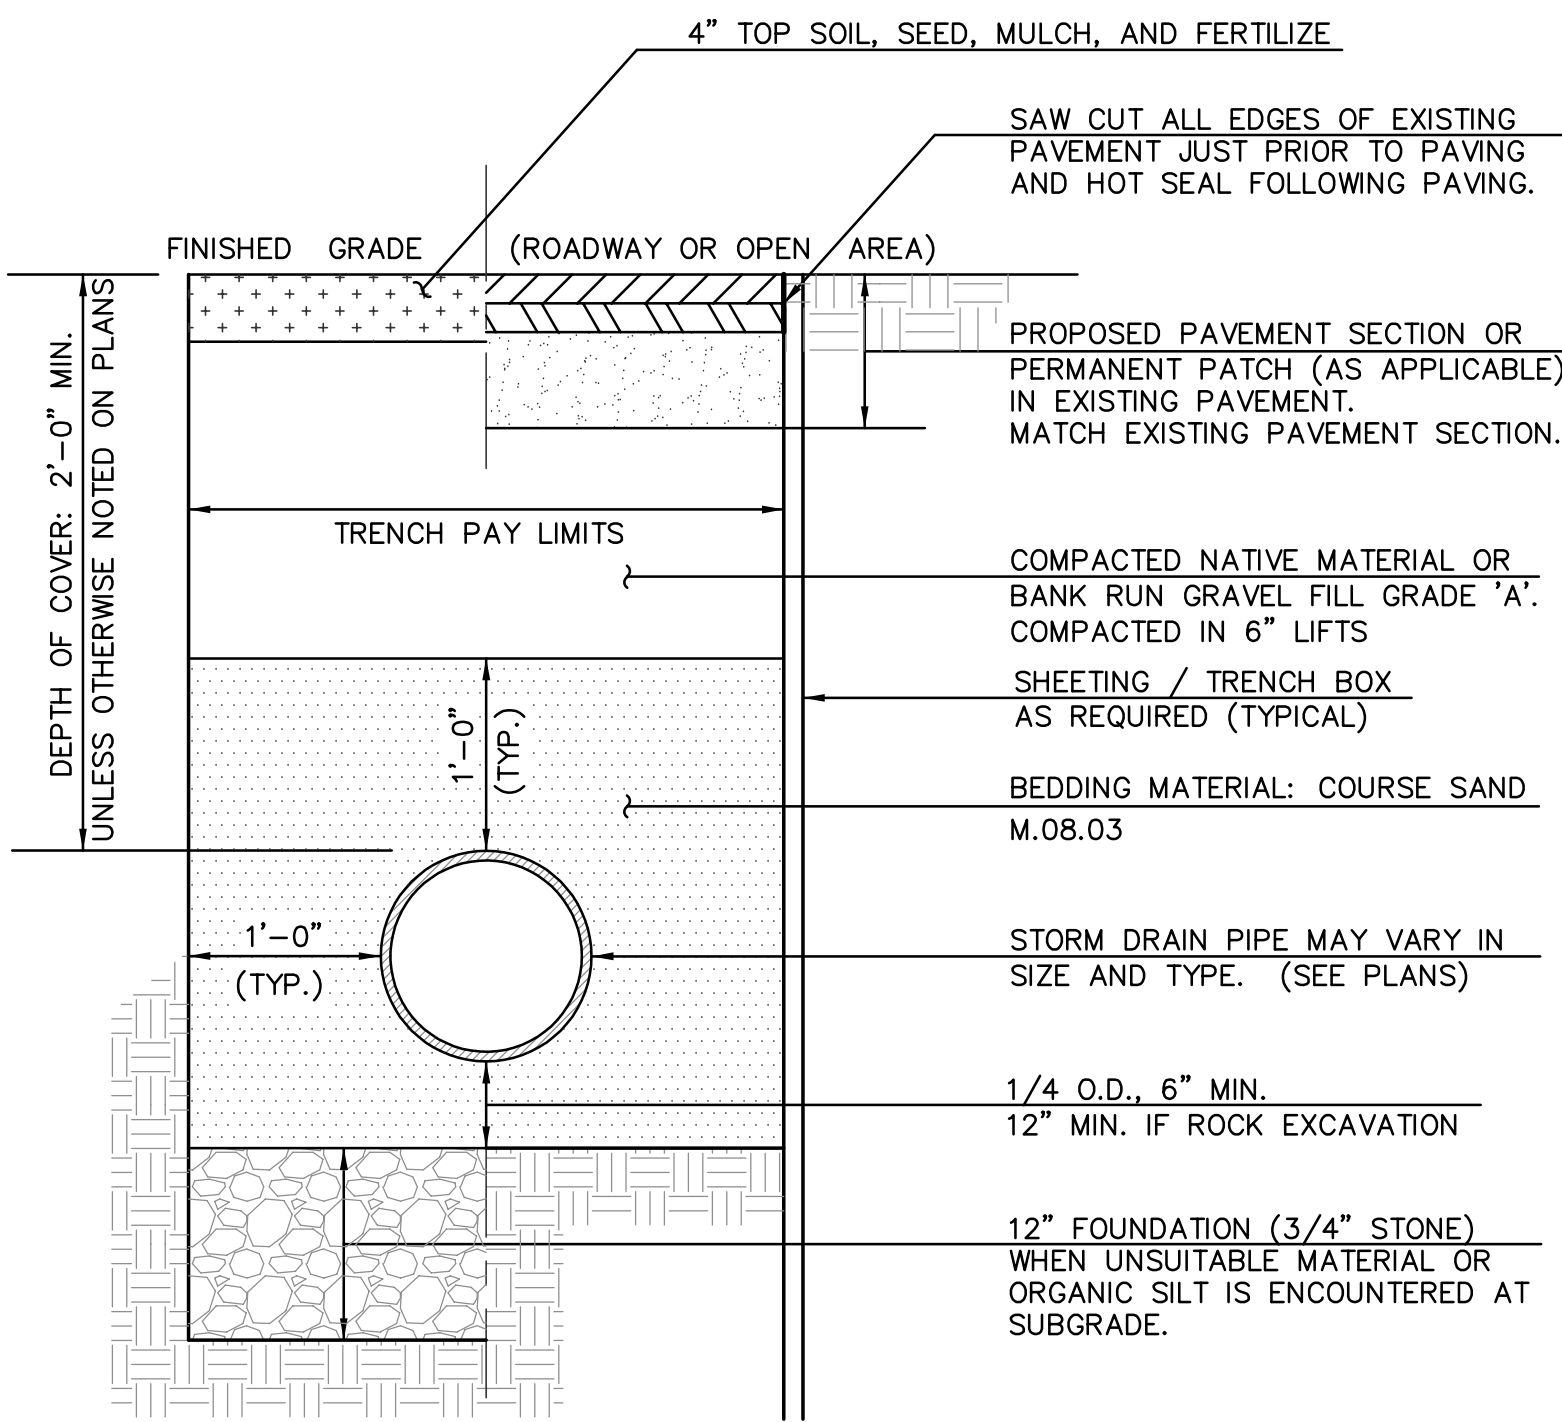 4” TOP SOIL, SEED, MULCH, AND FERTILIZE
SAW CUT ALL EDGES OF EXISTING
PAVEMENT JUST PRIOR TO PAVING
AND HOT SEAL FOLLOWING PAVING.
FINISHED GRADE (ROADWAY OR OPEN AREA)
DEPTH OF COVER: 2’-0” MIN.
UNLESS OTHERWISE NOTED ON PLANS
PROPOSED PAVEMENT SECTION OR
PERMANENT PATCH (AS APPLICABLE)
IN EXISTING PAVEMENT.
MATCH EXISTING PAVEMENT SECTION.
TRENCH PAY LIMITS
COMPACTED NATIVE MATERIAL OR
BANK RUN GRAVEL FILL GRADE ’A’.
COMPACTED IN 6” LIFTS
SHEETING / TRENCH BOX
AS REQUIRED (TYPICAL)
1’-0”
(TYP.)
BEDDING MATERIAL: COURSE SAND
M.08.03
1’-0”
(TYP.)
STORM DRAIN PIPE MAY VARY IN
SIZE AND TYPE. (SEE PLANS)
1/4 O.D., 6” MIN.
12” MIN. IF ROCK EXCAVATION
12” FOUNDATION (3/4” STONE)
WHEN UNSUITABLE MATERIAL OR
ORGANIC SILT IS ENCOUNTERED AT
SUBGRADE.